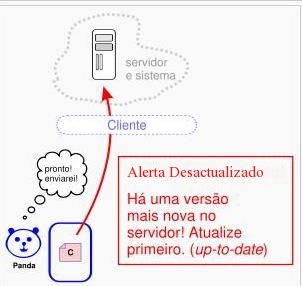 servidor
e sistema
Cliente
pronto!
enviarei!
Alerta Desactualizado
Há uma versão
mais nova no
servidor! Atualize
primeiro. (up-to-date)
C
Panda